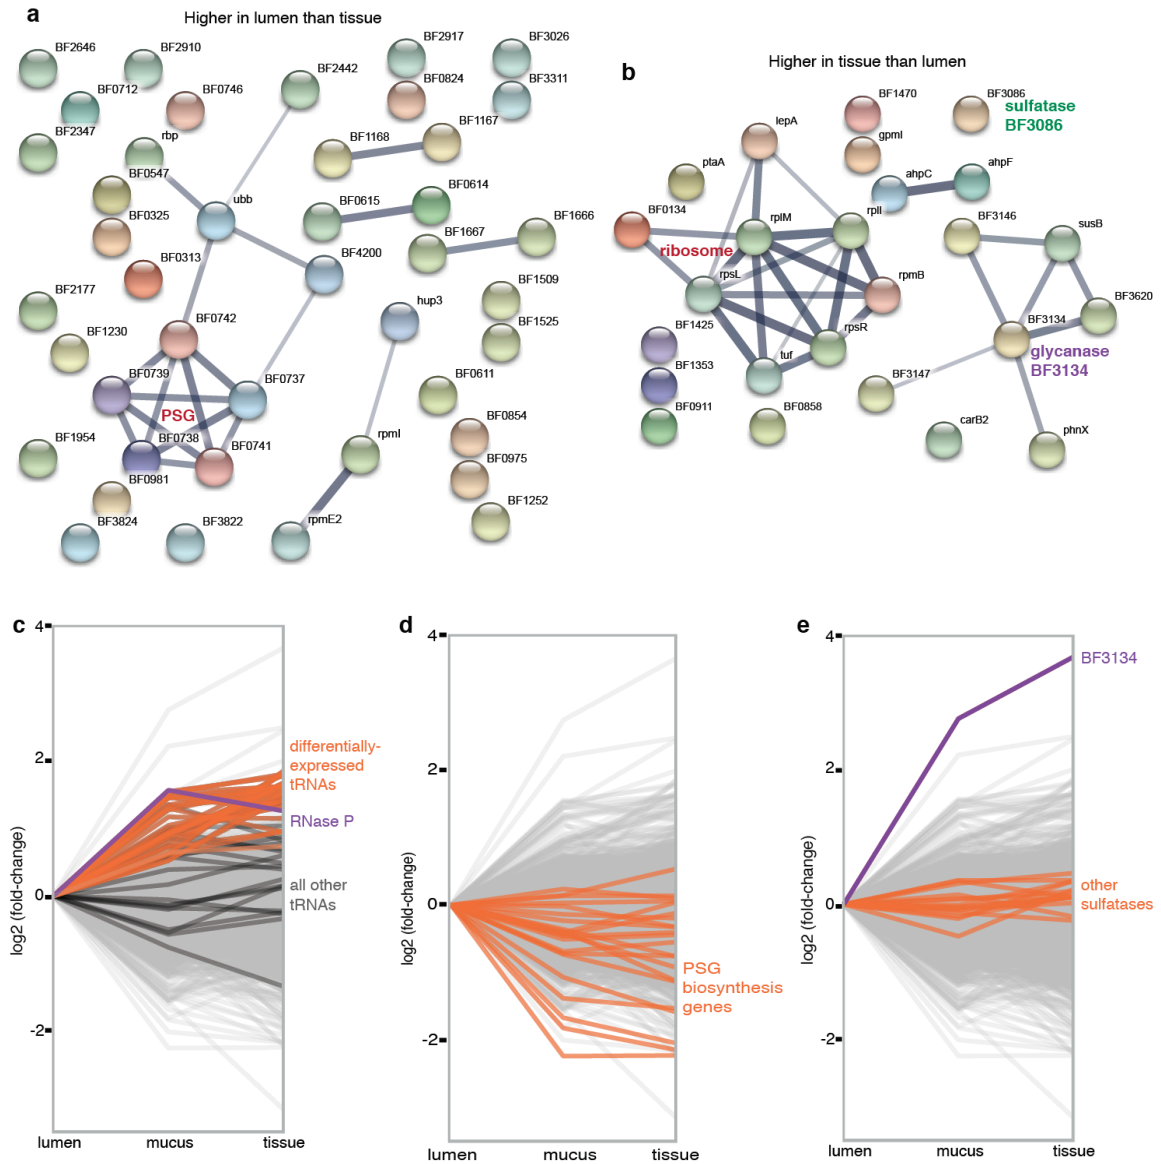 a
Higher in lumen than tissue
BF2646
BF2910
BF2442
BF2917
BF3026
BF0712
BF0746
BF0824
BF3311
BF2347
rbp
BF1168
BF1167
BF0547
ubb
BF0615
BF0614
BF0325
BF1667
BF1666
BF0313
BF4200
BF2177
hup3
BF1509
BF1230
BF0742
BF1525
BF0739
BF0737
BF0611
PSG
BF0738
BF0741
BF0854
BF1954
rpmI
BF0981
BF0975
BF3824
BF3822
rpmE2
BF1252
b
Higher in tissue than lumen
BF1470
BF3086
sulfatase
BF3086
lepA
gpmI
ptaA
ahpC
ahpF
BF0134
rplM
rplI
BF3146
susB
ribosome
rpsL
rpmB
BF3620
BF1425
rpsR
BF3134
glycanase
BF3134
tuf
BF1353
BF3147
BF0911
BF0858
carB2
phnX
c
4
2
0
-2
log2 (fold-change)
differentially-
expressed
tRNAs
RNase P
all other
tRNAs
lumen
mucus
tissue
d
4
2
0
-2
log2 (fold-change)
PSG
biosynthesis
genes
lumen
mucus
tissue
e
4
2
0
-2
log2 (fold-change)
BF3134
other
sulfatases
lumen
mucus
tissue